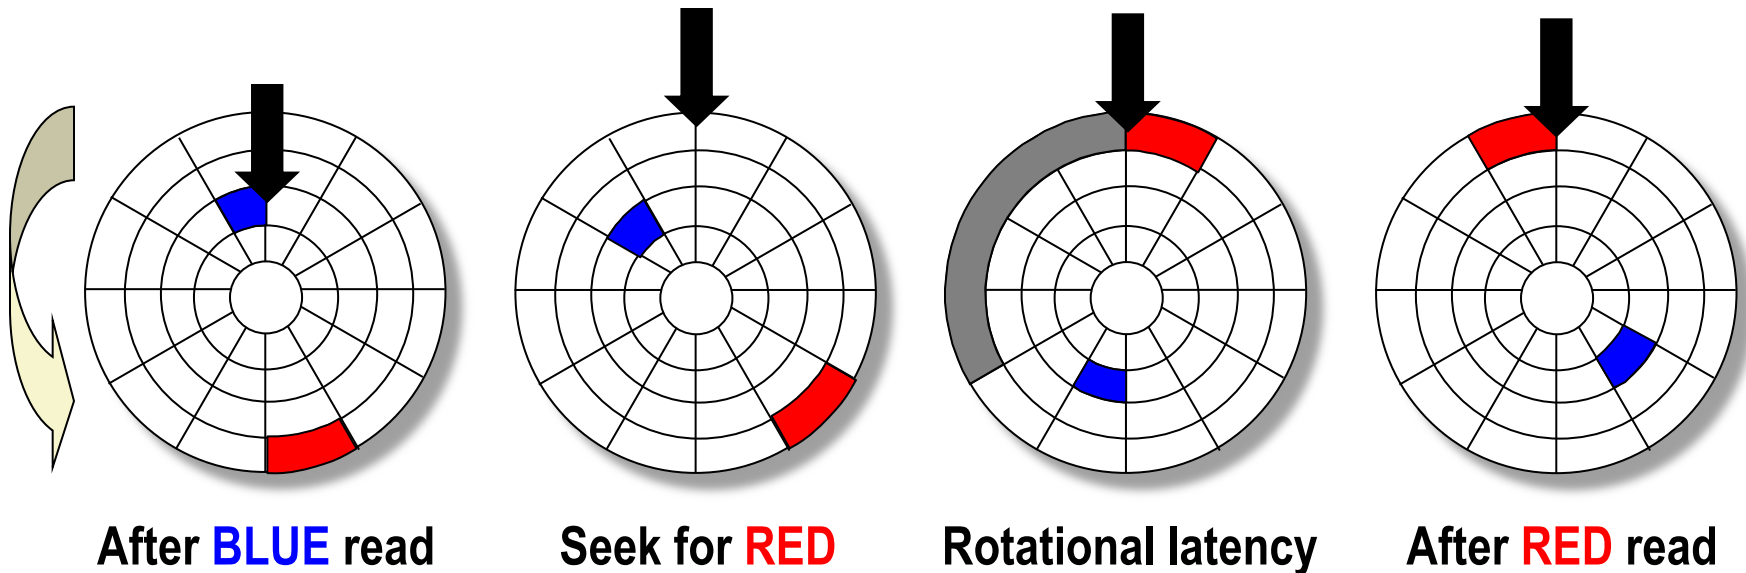 After BLUE read
Seek for RED
Rotational latency
After RED read